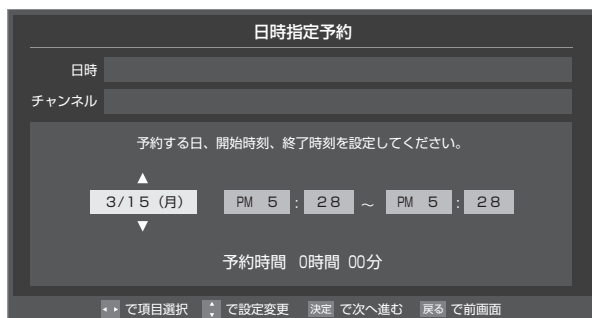 日時指定予約
日時
チャンネル
予約する日、開始時刻、終了時刻を設定してください。
▲
3/15 (月) PM 5 : 28 ～ PM 5 : 28
▼
予約時間 0時間 00分
で項目選択 で設定変更 決定 で次へ進む 戻る で前画面